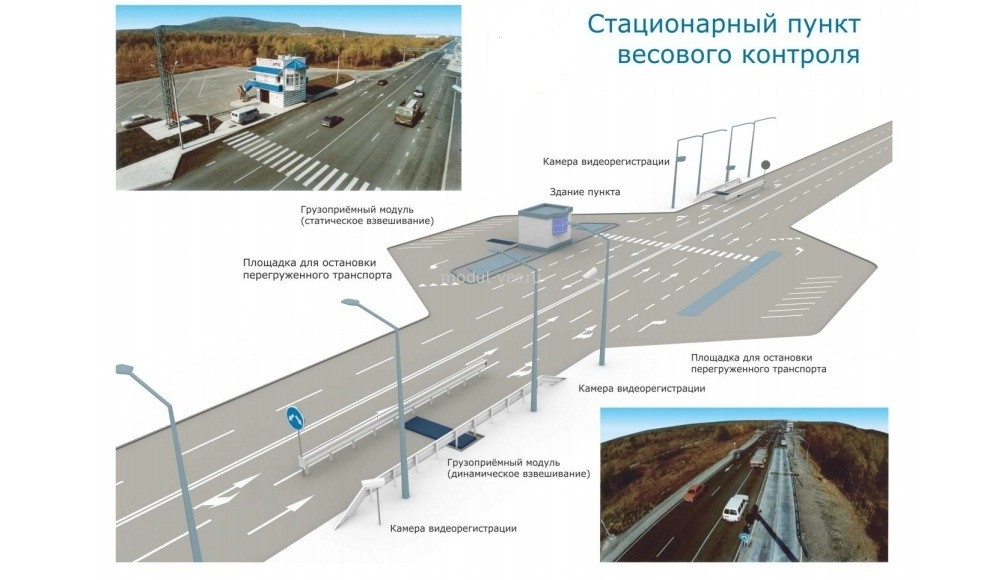 Стационарный пункт
весового контроля
Камера видеорегистрации
Здание пункта
Грузоприёмный модуль
(статическое взвешивание)
Площадка для остановки
перегруженного транспорта
modul-ves.ru
Площадка для остановки
перегруженного транспорта
Камера видеорегистрации
Грузоприёмный модуль
(динамическое взвешивание)
Камера видеорегистрации